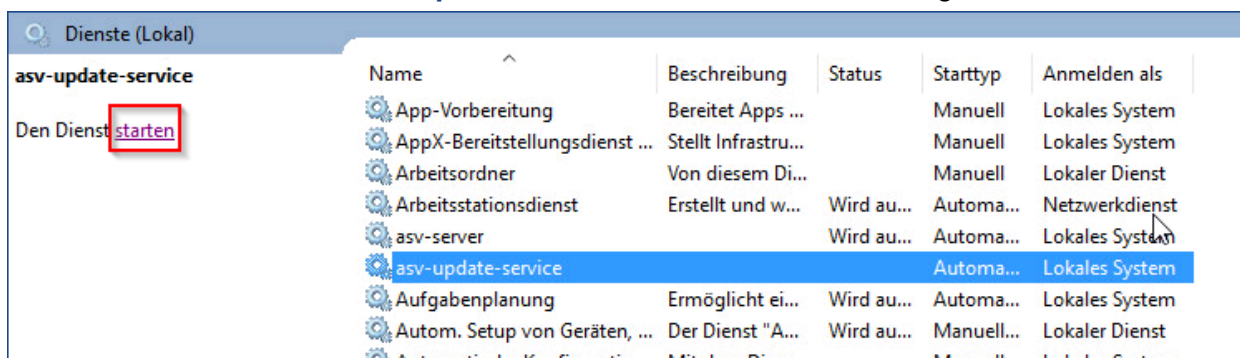 Dienste (Lokal)
asv-update-service
Den Dienst starten
Name Beschreibung Status Starttyp Anmelden als
App-Vorbereitung Bereitet Apps ... Manuell Lokales System
AppX-Bereitstellungsdienst ... Stellt Infrastru... Manuell Lokales System
Arbeitsordner Von diesem Di... Manuell Lokaler Dienst
Arbeitsstationsdienst Erstellt und w... Wird au... Automa... Netzwerkdienst
asv-server Wird au... Automa... Lokales System
asv-update-service Automa... Lokales System
Aufgabenplanung Ermöglicht ei... Wird au... Automa... Lokales System
Autom. Setup von Geräten, ... Der Dienst "A... Wird au... Manuell... Lokaler Dienst